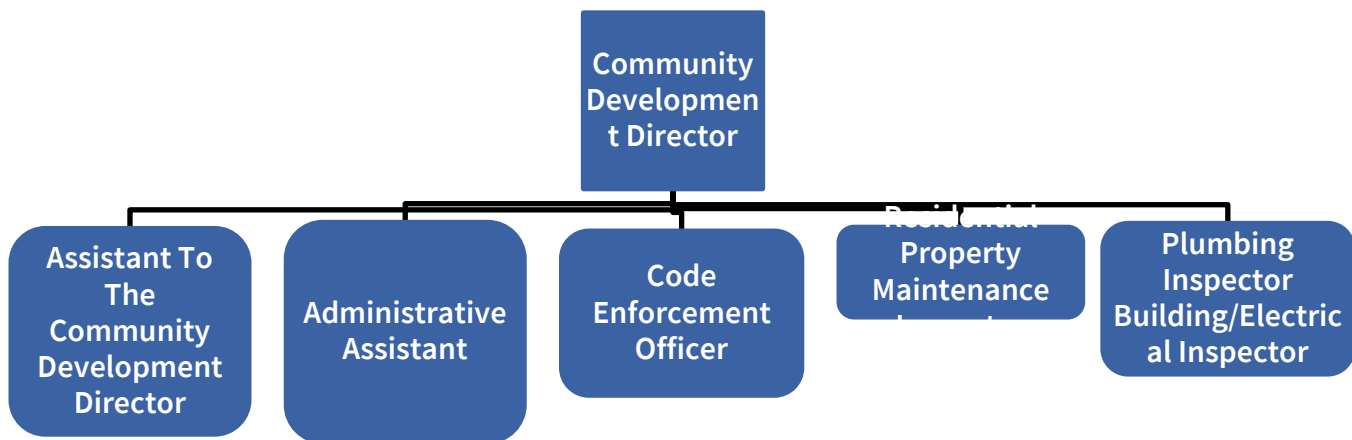 Community
Developmen
t Director
Assistant To
The
Community
Development
Director
Administrative
Assistant
Code
Enforcement
Officer
Residential
Property
Maintenance
Plumbing
Inspector
Building/Electric
al Inspector